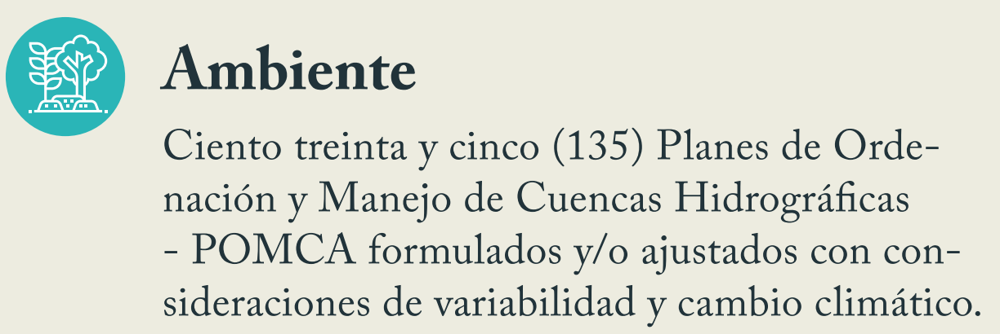 Ambiente
Ciento treinta y cinco (135) Planes de Orde-
nación y Manejo de Cuencas Hidrográficas
- POMCA formulados y/o ajustados con con-
sideraciones de variabilidad y cambio climático.